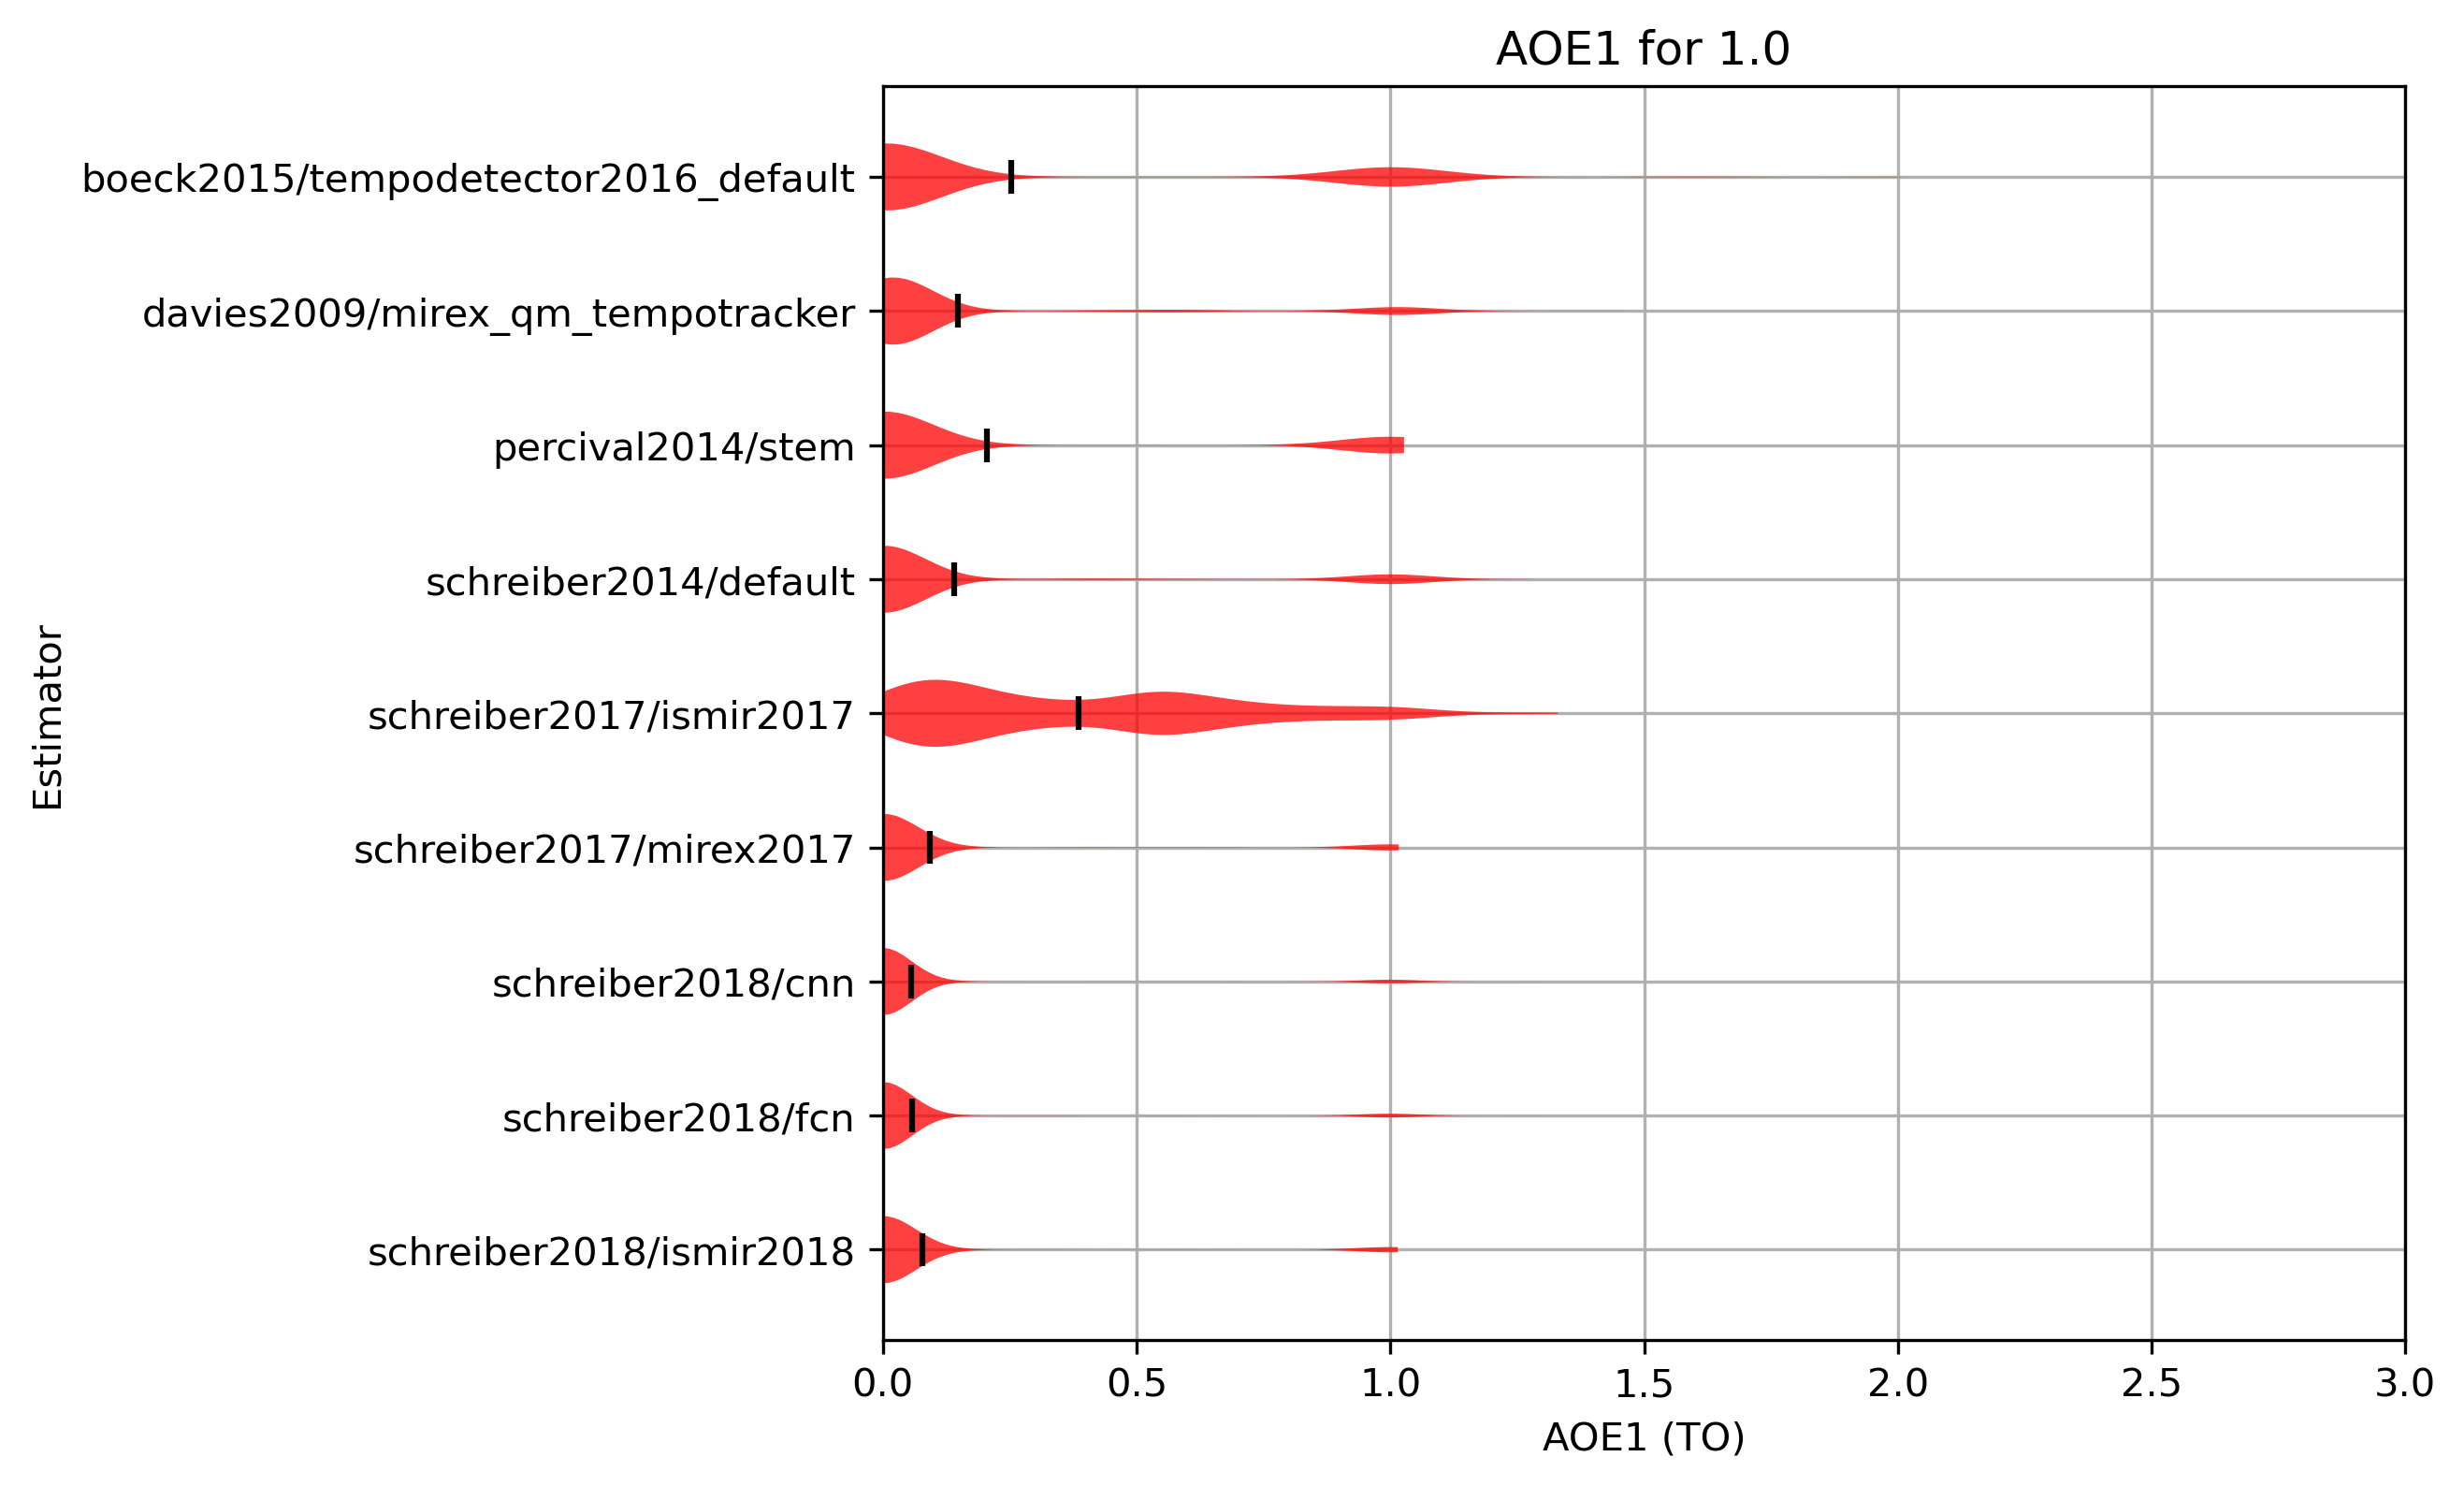 AOE1 for 1.0
Estimator
boeck2015/tempodetector2016_default
davies2009/mirex_qm_tempotracker
percival2014/stem
schreiber2014/default
schreiber2017/ismir2017
schreiber2017/mirex2017
schreiber2018/cnn
schreiber2018/fcn
schreiber2018/ismir2018
0.0 0.5 1.0 1.5 2.0 2.5 3.0
AOE1 (TO)